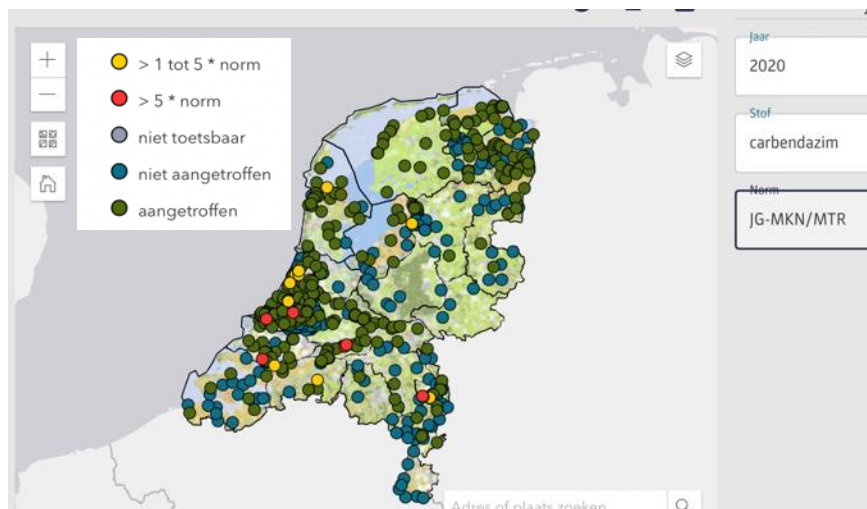 > 1 tot 5 * norm
> 5 * norm
niet toetsbaar
niet aangetroffen
aangetroffen
Jaar
2020
Stof
carbendazim
Norm
JG-MKN/MTR
Adres of plaats zoeken